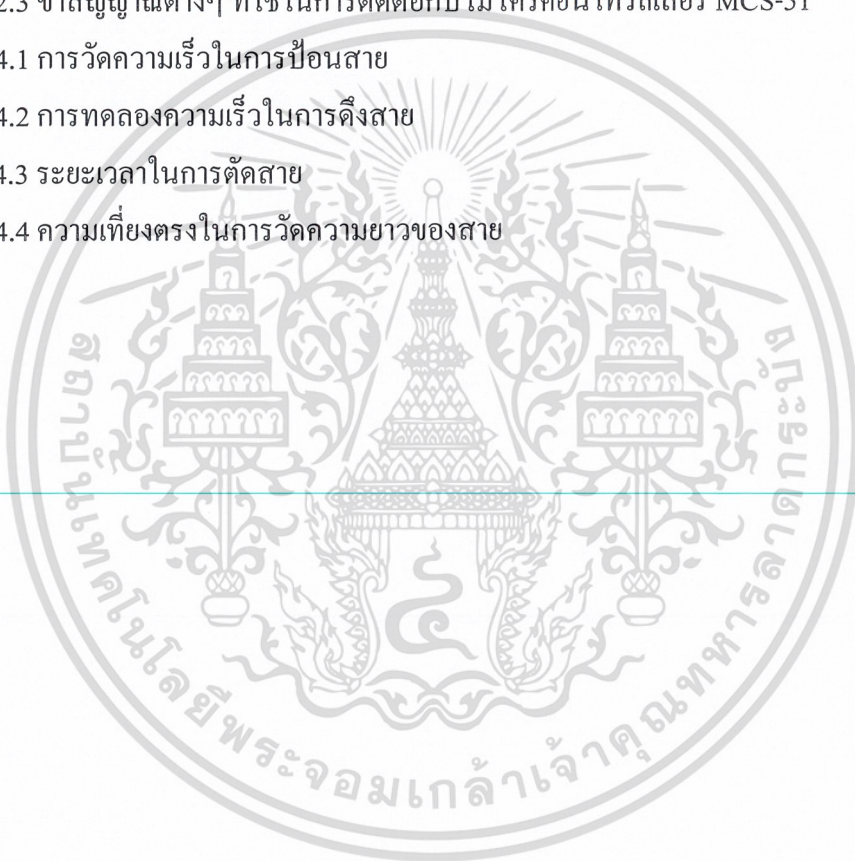 2.3 ขาสัญญาณต่างๆ ที่ใช้ในการติดต่อกับไมโครคอนโทรลเลอร์ MCS-51
4.1 การวัดความเร็วในการป้อนสาย
4.2 การทดลองความเร็วในการดึงสาย
4.3 ระยะเวลาในการตัดสาย
4.4 ความเที่ยงตรงในการวัดความยาวของสาย
สถาบันเทคโนโลยีพระจอมเกล้าเจ้าคุณทหารลาดกระบัง